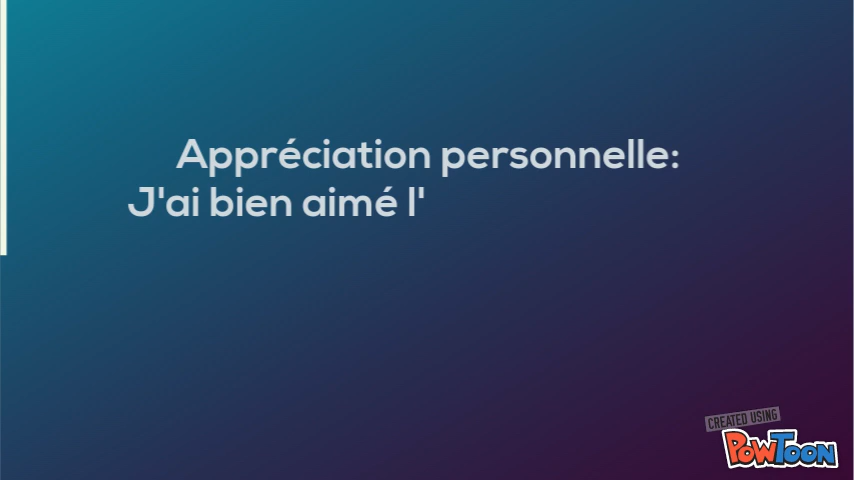 Appréciation personnelle:
J'ai bien aimé l'
CREATED USING
POWTOON